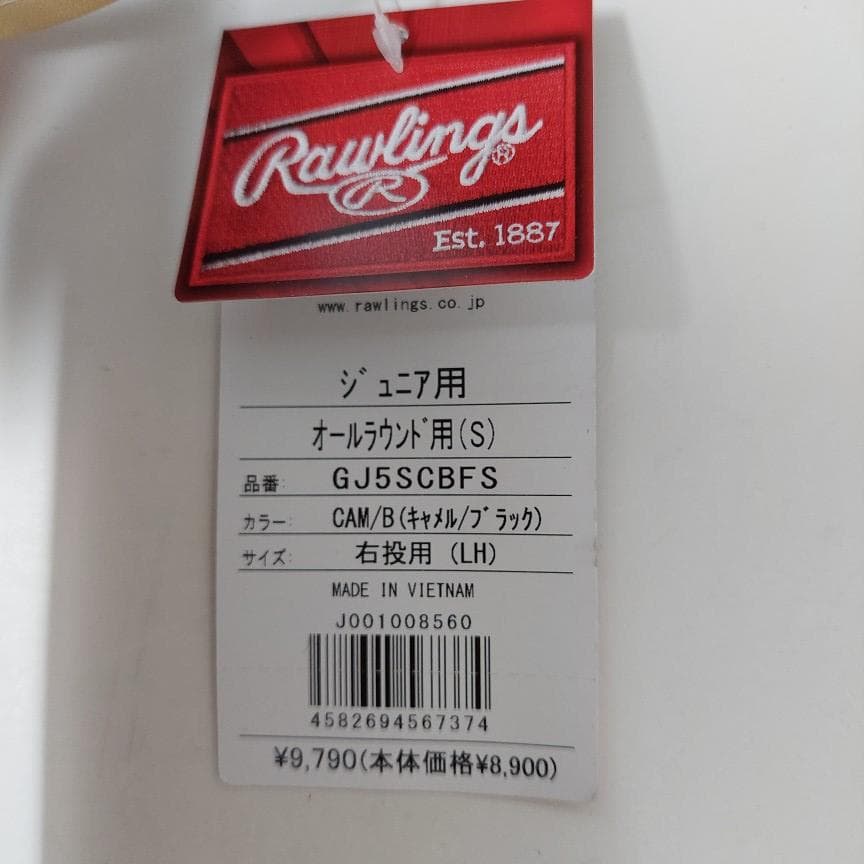 Rawlings®
R
Est. 1887
www.rawlings.co.jp
ジュニア用
オールラウンド用(S)
品番: GJ5SCBFS
カラー: CAM/B(キャメル/ブラック)
サイズ: 右投用 (LH)
MADE IN VIETNAM
J001008560
4582694567374
¥9,790(本体価格¥8,900)